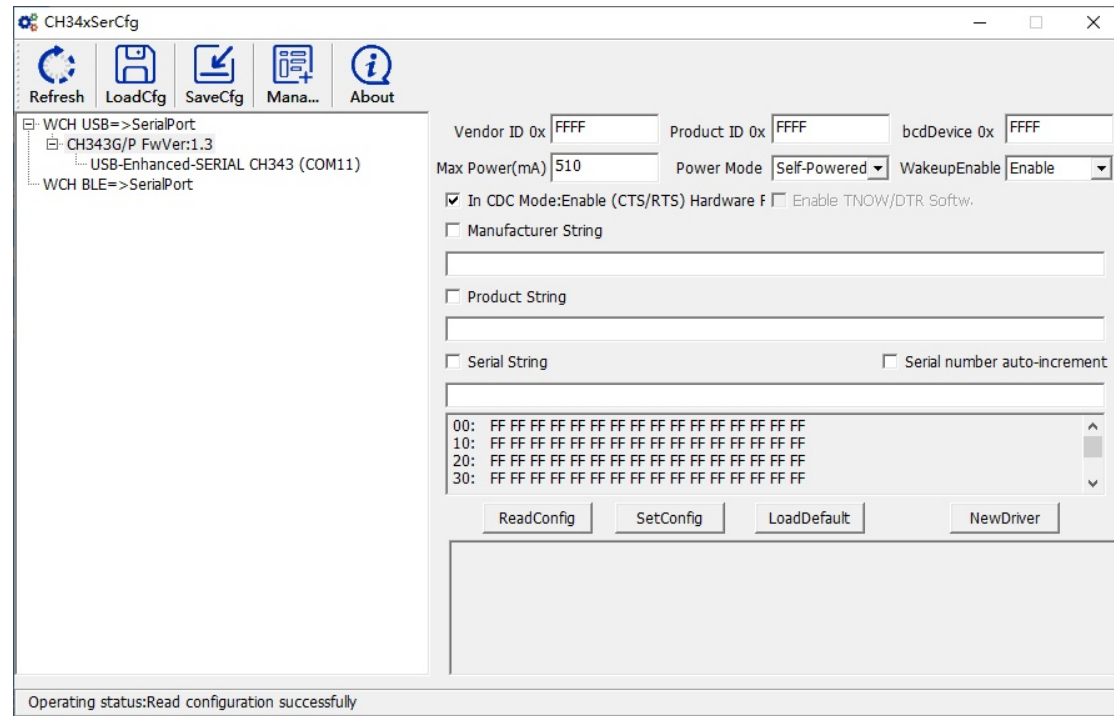 CH34xSerCfg
Refresh LoadCfg SaveCfg Mana... About
WCH USB=>SerialPort
CH343G/P FwVer:1.3
USB-Enhanced-SERIAL CH343 (COM11)
WCH BLE=>SerialPort
Vendor ID 0x FFFF Product ID 0x FFFF bcdDevice 0x FFFF
Max Power(mA) 510 Power Mode Self-Powered WakeupEnable Enable
In CDC Mode:Enable (CTS/RTS) Hardware F Enable TNOW/DTR Softw.
Manufacturer String
Product String
Serial String Serial number auto-increment
00: FF FF FF FF FF FF FF FF FF FF FF FF FF FF FF FF
10: FF FF FF FF FF FF FF FF FF FF FF FF FF FF FF FF
20: FF FF FF FF FF FF FF FF FF FF FF FF FF FF FF FF
30: FF FF FF FF FF FF FF FF FF FF FF FF FF FF FF FF
ReadConfig SetConfig LoadDefault NewDriver
Operating status:Read configuration successfully